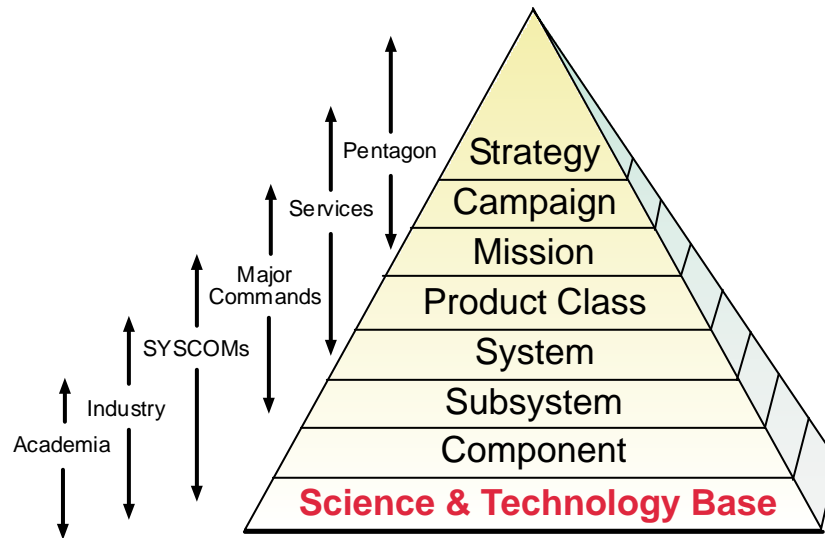 Pentagon
Services
Major
Commands
SYSCOMs
Industry
Academia
Strategy
Campaign
Mission
Product Class
System
Subsystem
Component
Science & Technology Base